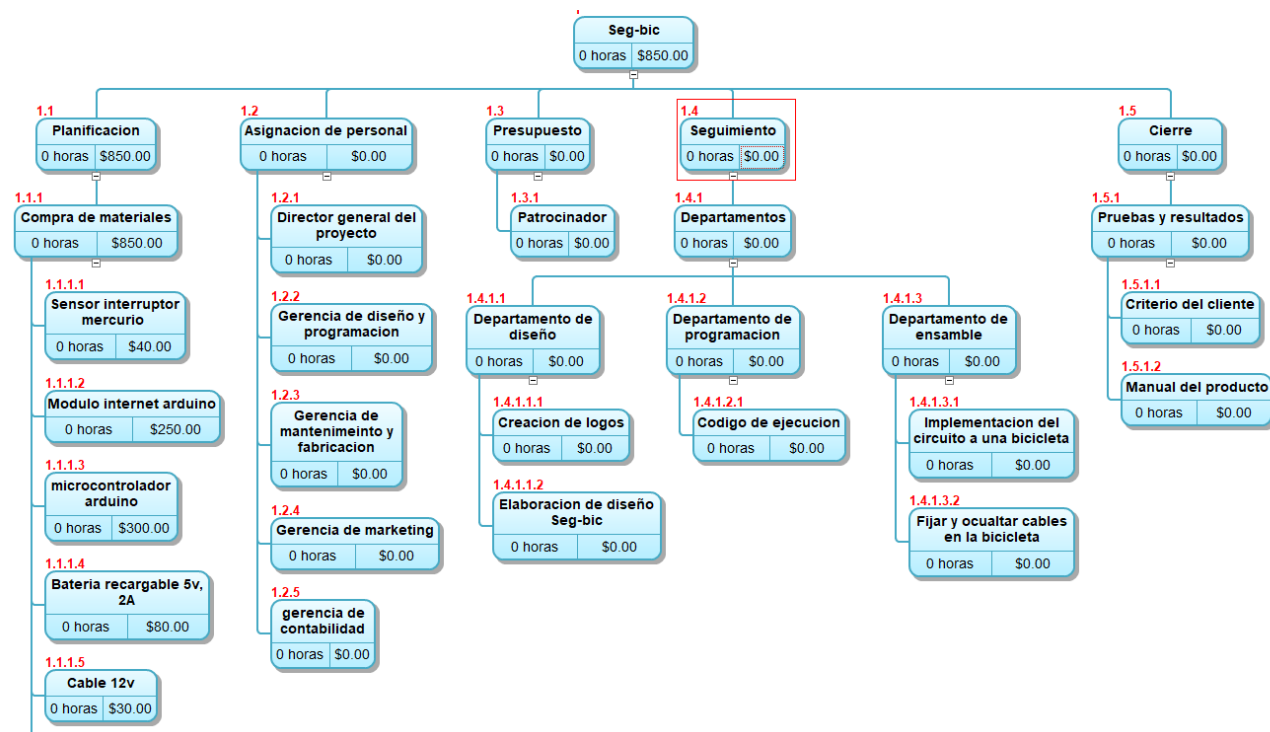 Seg-bic
0 horas $850.00
1.1
Planificacion
0 horas $850.00
1.1.1
Compra de materiales
0 horas $850.00
1.1.1.1
Sensor interruptor
mercurio
0 horas $40.00
1.1.1.2
Modulo internet arduino
0 horas $250.00
1.1.1.3
microcontrolador
arduino
0 horas $300.00
1.1.1.4
Bateria recargable 5v,
2A
0 horas $80.00
1.1.1.5
Cable 12v
0 horas $30.00
1.2
Asignacion de personal
0 horas $0.00
1.2.1
Director general del
proyecto
0 horas $0.00
1.2.2
Gerencia de diseño y
programacion
0 horas $0.00
1.2.3
Gerencia de
mantenimeinto y
fabricacion
0 horas $0.00
1.2.4
Gerencia de marketing
0 horas $0.00
1.2.5
gerencia de
contabilidad
0 horas $0.00
1.3
Presupuesto
0 horas $0.00
1.3.1
Patrocinador
0 horas $0.00
1.4
Seguimiento
0 horas $0.00
1.4.1
Departamentos
0 horas $0.00
1.4.1.1
Departamento de
diseño
0 horas $0.00
1.4.1.1.1
Creacion de logos
0 horas $0.00
1.4.1.1.2
Elaboracion de diseño
Seg-bic
0 horas $0.00
1.4.1.2
Departamento de
programacion
0 horas $0.00
1.4.1.2.1
Codigo de ejecucion
0 horas $0.00
1.4.1.3
Departamento de
ensamble
0 horas $0.00
1.4.1.3.1
Implementacion del
circuito a una bicicleta
0 horas $0.00
1.4.1.3.2
Fijar y ocualtar cables
en la bicicleta
0 horas $0.00
1.5
Cierre
0 horas $0.00
1.5.1
Pruebas y resultados
0 horas $0.00
1.5.1.1
Criterio del cliente
0 horas $0.00
1.5.1.2
Manual del producto
0 horas $0.00